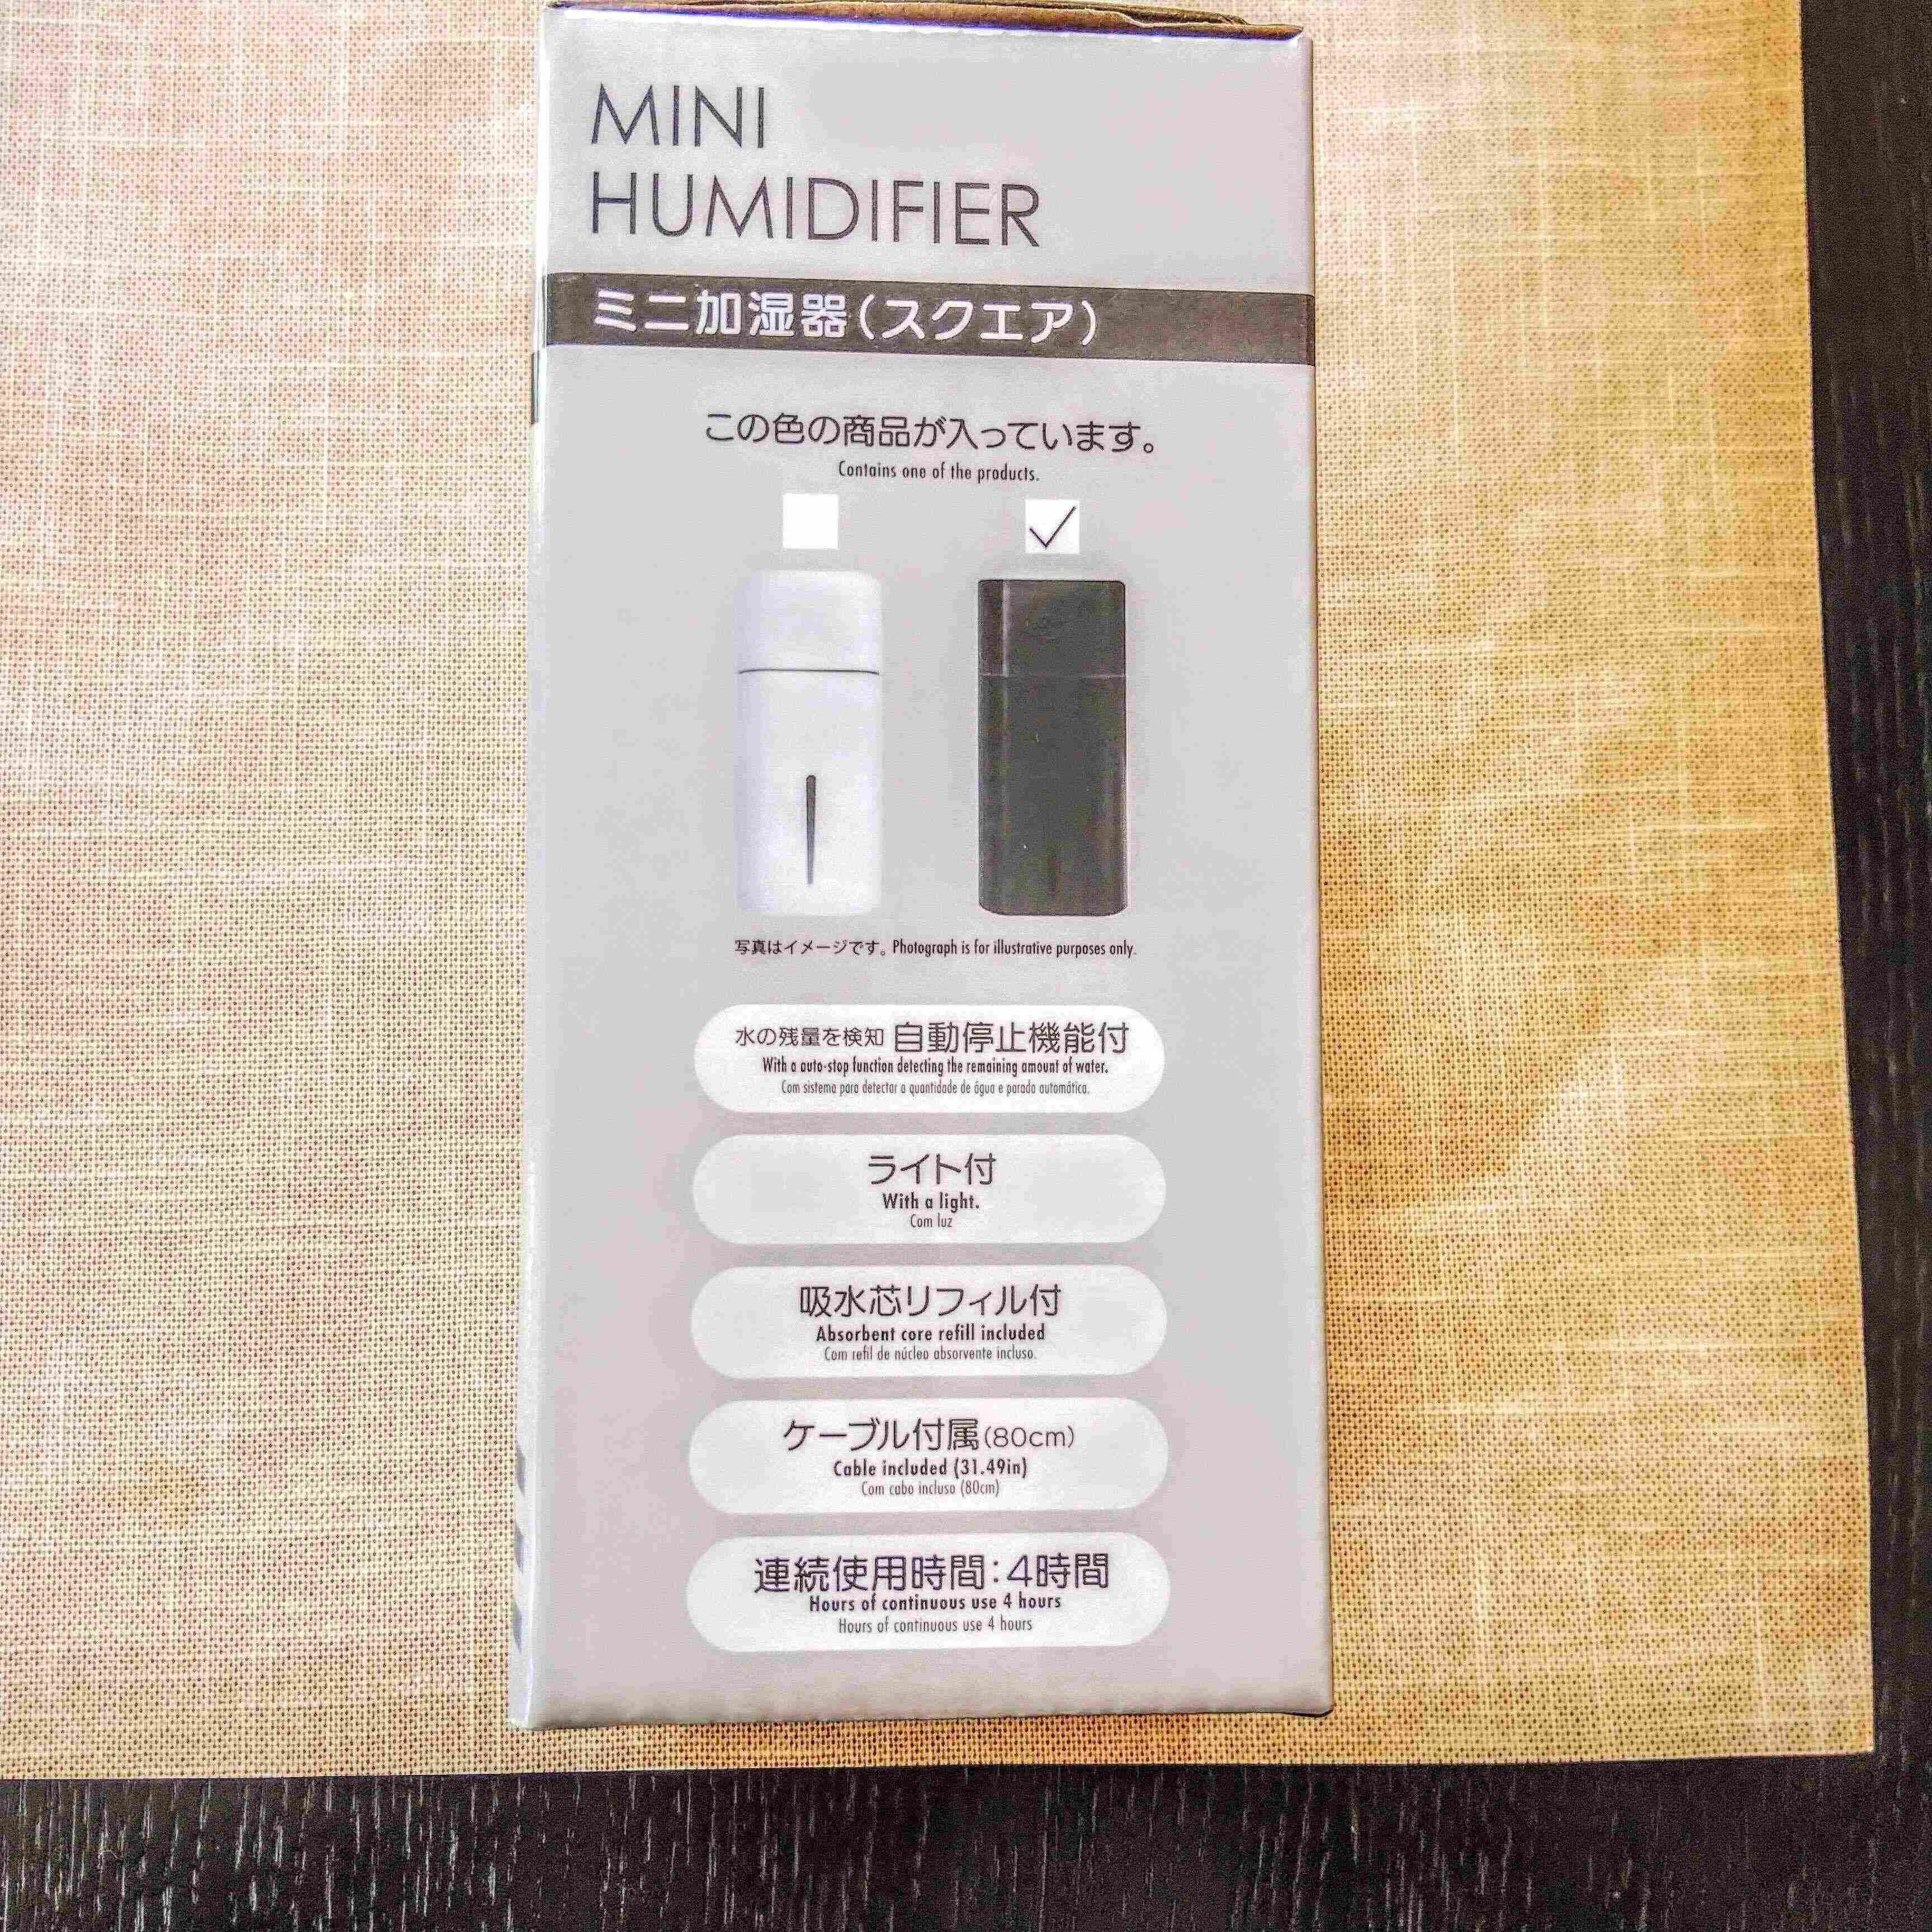 MINI
HUMIDIFIER
ミニ加湿器(スクエア)
この色の商品が入っています。
Contains one of the products.
写真はイメージです。Photograph is for illustrative purposes only.
水の残量を検知 自動停止機能付
With a auto-stop function detecting the remaining amount of water.
Com sistema para detectar a quantidade de água e parada automática.
ライト付
With a light.
Com luz
吸水芯リフィル付
Absorbent core refill included
Com refil de núcleo absorvente incluso.
ケーブル付属(80cm)
Cable included (31.49in)
Com cabo incluso (80cm)
連続使用時間:4時間
Hours of continuous use 4 hours
Hours of continuous use 4 hours